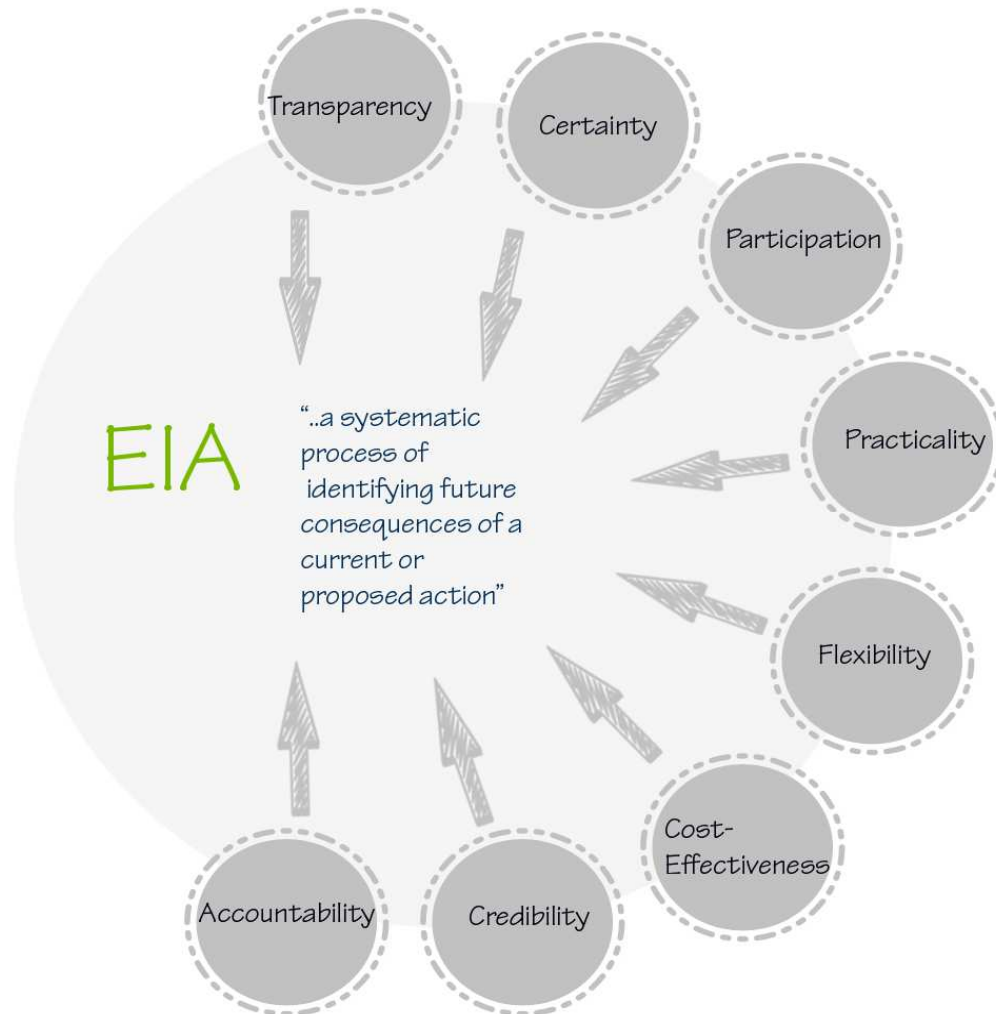 Transparency
Certainty
Participation
Practicality
EIA
“..a systematic
process of
identifying future
consequences of a
current or
proposed action”
Flexibility
Cost-
Effectiveness
Credibility
Accountability